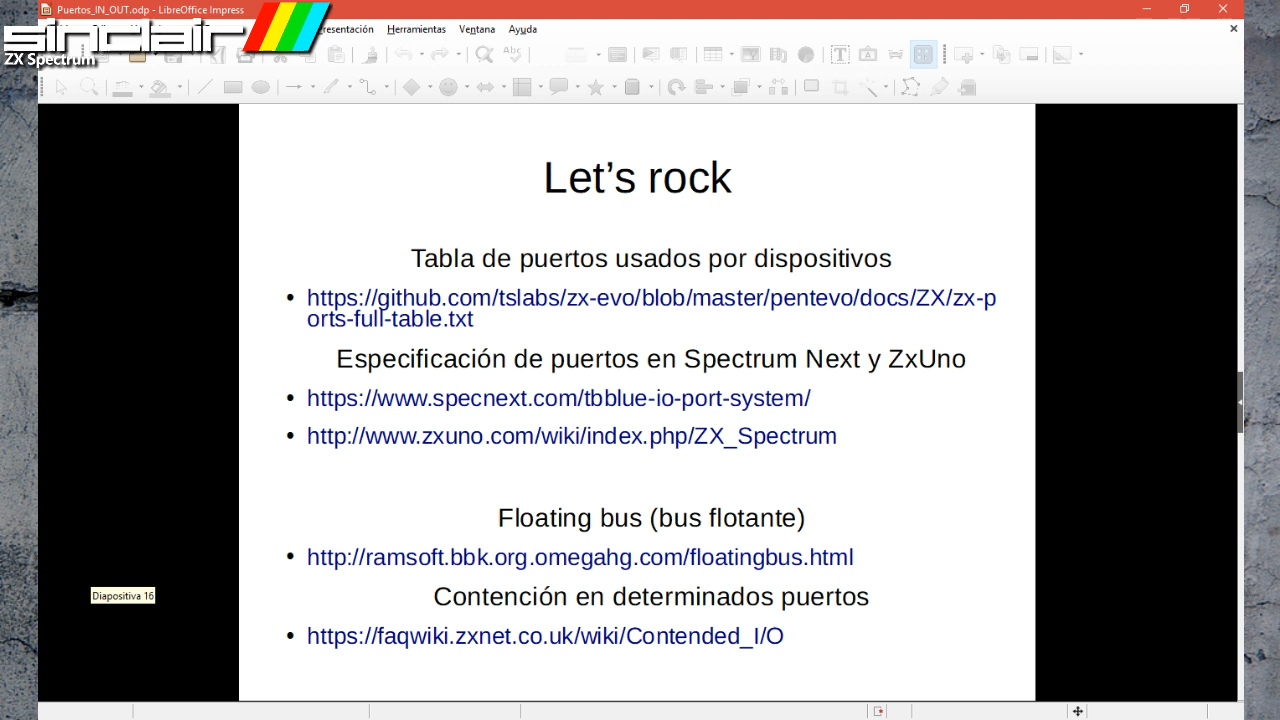 Puertos_IN_OUT.odp - LibreOffice Impress
sinclair
ZX Spectrum
resentación Herramientas Ventana Ayuda
Let’s rock
Tabla de puertos usados por dispositivos
• https://github.com/tslabs/zx-evo/blob/master/pentevo/docs/ZX/zx-p
orts-full-table.txt
Especificación de puertos en Spectrum Next y ZxUno
• https://www.specnext.com/tbblue-io-port-system/
• http://www.zxuno.com/wiki/index.php/ZX_Spectrum
Floating bus (bus flotante)
• http://ramsoft.bbk.org.omegahg.com/floatingbus.html
Diapositiva 16
Contención en determinados puertos
• https://faqwiki.zxnet.co.uk/wiki/Contended_I/O